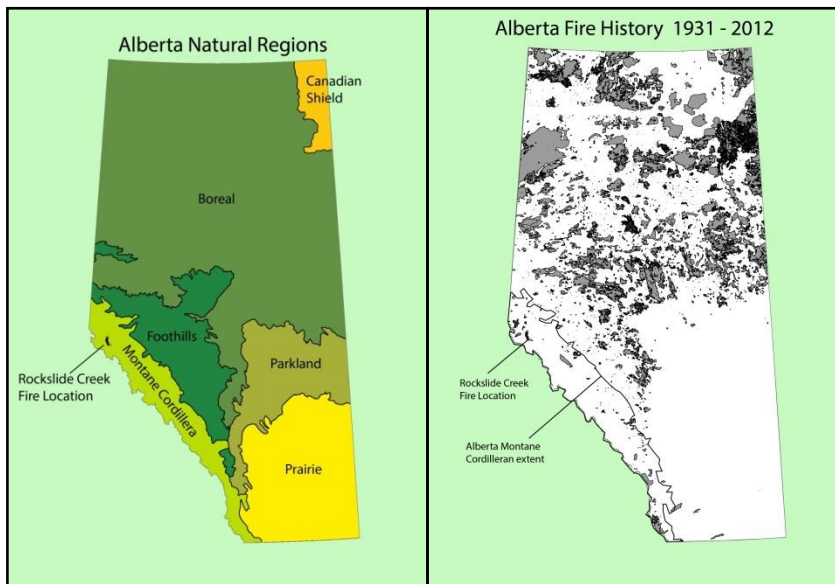 Alberta Natural Regions
Canadian
Shield
Boreal
Foothills
Montane Cordillera
Parkland
Rockslide Creek
Fire Location
Prairie
Alberta Fire History 1931 - 2012
Rockslide Creek
Fire Location
Alberta Montane
Cordilleran extent